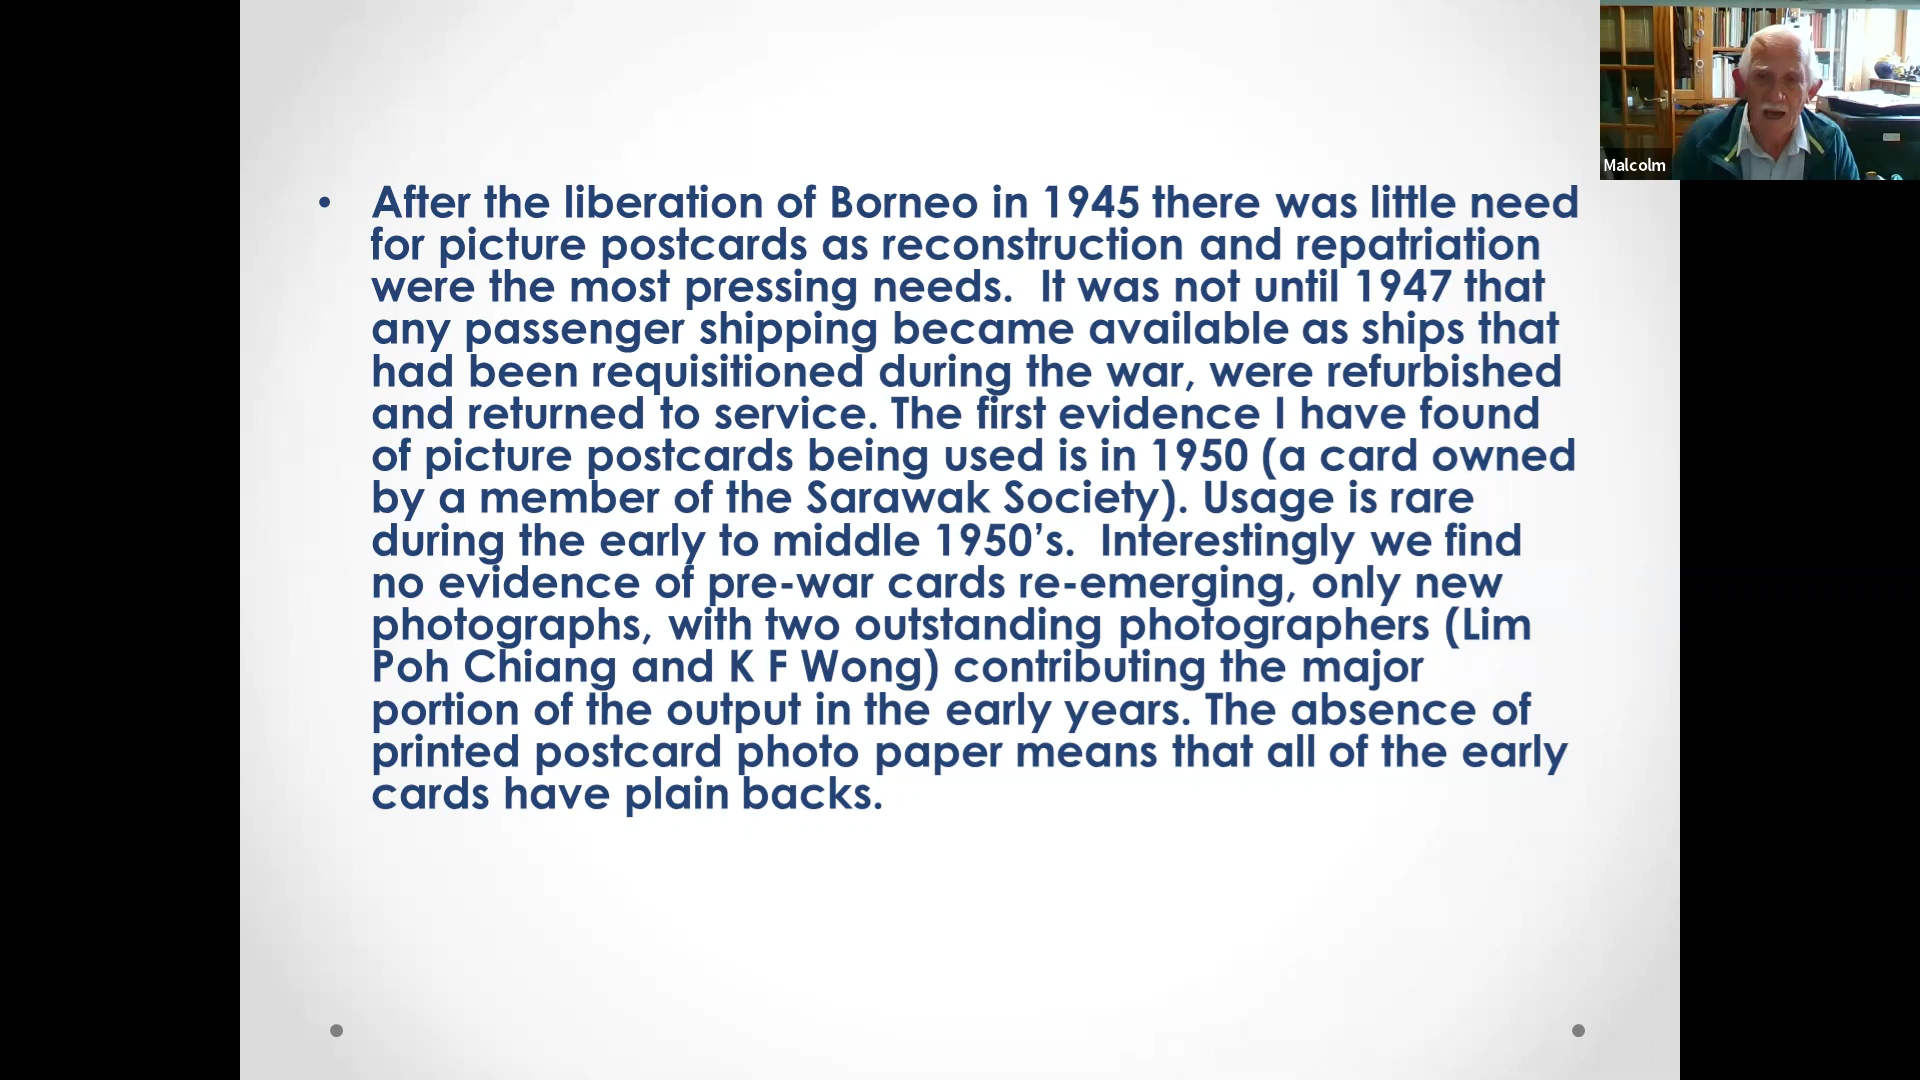 Malcolm
• After the liberation of Borneo in 1945 there was little need
for picture postcards as reconstruction and repatriation
were the most pressing needs.  It was not until 1947 that
any passenger shipping became available as ships that
had been requisitioned during the war, were refurbished
and returned to service. The first evidence I have found
of picture postcards being used is in 1950 (a card owned
by a member of the Sarawak Society). Usage is rare
during the early to middle 1950’s.  Interestingly we find
no evidence of pre-war cards re-emerging, only new
photographs, with two outstanding photographers (Lim
Poh Chiang and K F Wong) contributing the major
portion of the output in the early years. The absence of
printed postcard photo paper means that all of the early
cards have plain backs.